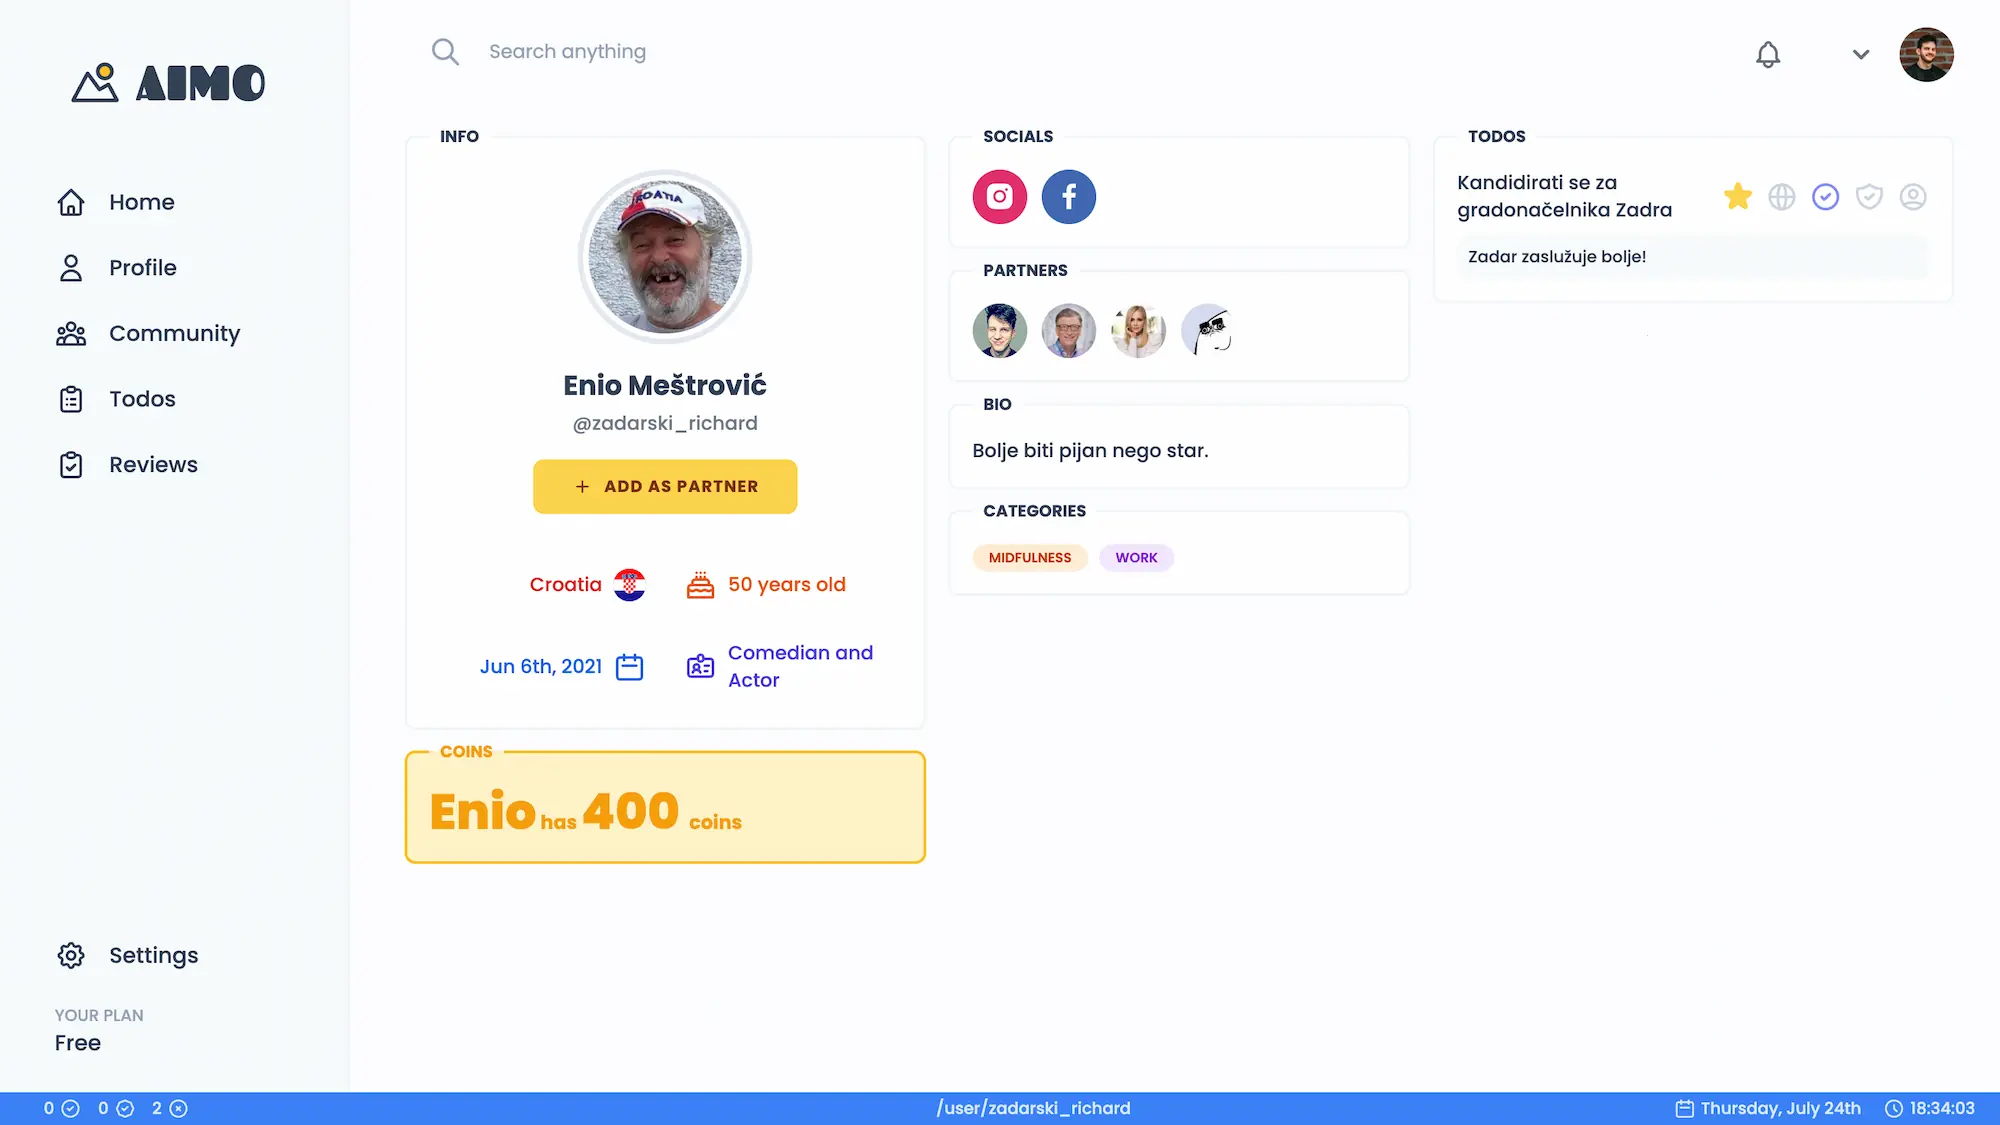 AIMO
Search anything
Home
Profile
Community
Todos
Reviews
Settings
YOUR PLAN
Free
INFO
CROATIA
Enio Meštrović
@zadarski_richard
+ ADD AS PARTNER
Croatia
50 years old
Jun 6th, 2021
Comedian and
Actor
COINS
Enio has 400 coins
SOCIALS
PARTNERS
BIO
Bolje biti pijan nego star.
CATEGORIES
MIDFULNESS
WORK
TODOS
Kandidirati se za
gradonačelnika Zadra
Zadar zaslužuje bolje!
0 0 2
/user/zadarski_richard
Thursday, July 24th
18:34:03